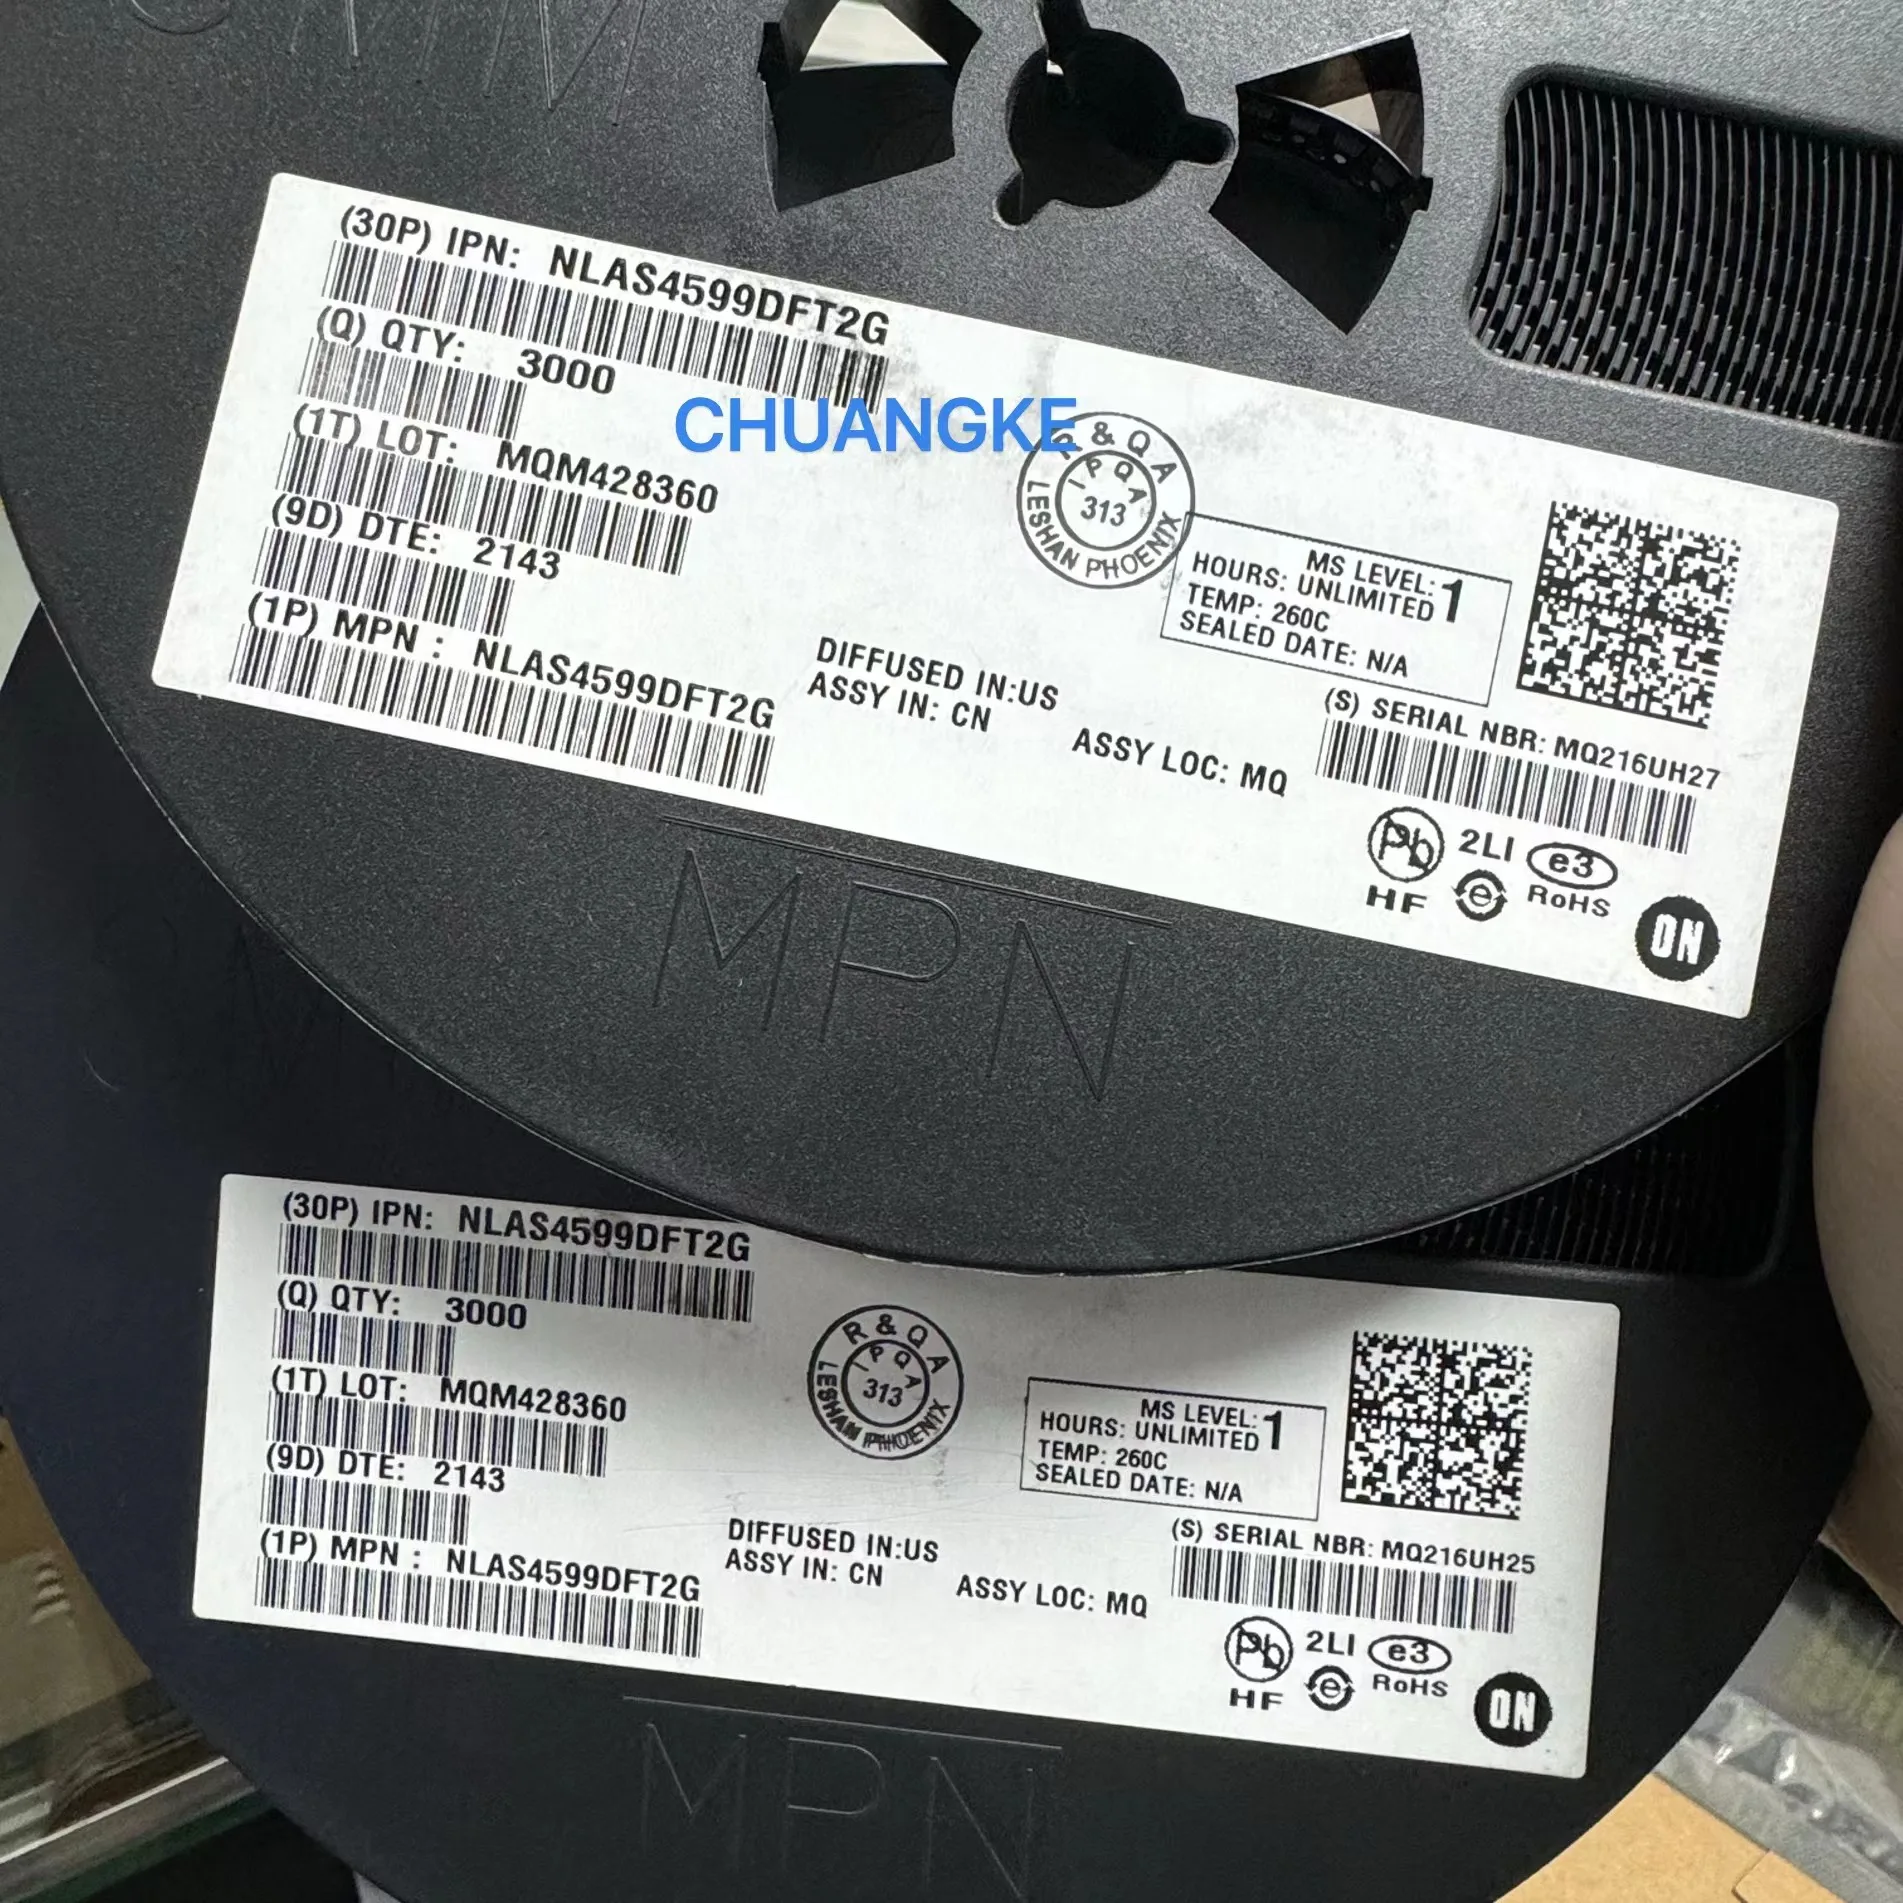 (30P) IPN: NLAS4599DFT2G
(Q) QTY: 3000
CHUANGKE
(1T) LOT: MQM428360
(9D) DTE: 2143
(1P) MPN : NLAS4599DFT2G
R & Q A
IPQA
313
LESHAN PHOENIX
MS LEVEL: 1
HOURS: UNLIMITED
TEMP: 260C
SEALED DATE: N/A
DIFFUSED IN:US
ASSY IN: CN
ASSY LOC: MQ
(S) SERIAL NBR: MQ216UH27
Pb 2LI e3
HF e RoHS
ON
MPN
(30P) IPN: NLAS4599DFT2G
(Q) QTY: 3000
(1T) LOT: MQM428360
(9D) DTE: 2143
(1P) MPN : NLAS4599DFT2G
R & Q A
IPQA
313
LESHAN PHOENIX
MS LEVEL: 1
HOURS: UNLIMITED
TEMP: 260C
SEALED DATE: N/A
DIFFUSED IN:US
ASSY IN: CN
ASSY LOC: MQ
(S) SERIAL NBR: MQ216UH25
Pb 2LI e3
HF e RoHS
ON
MPN